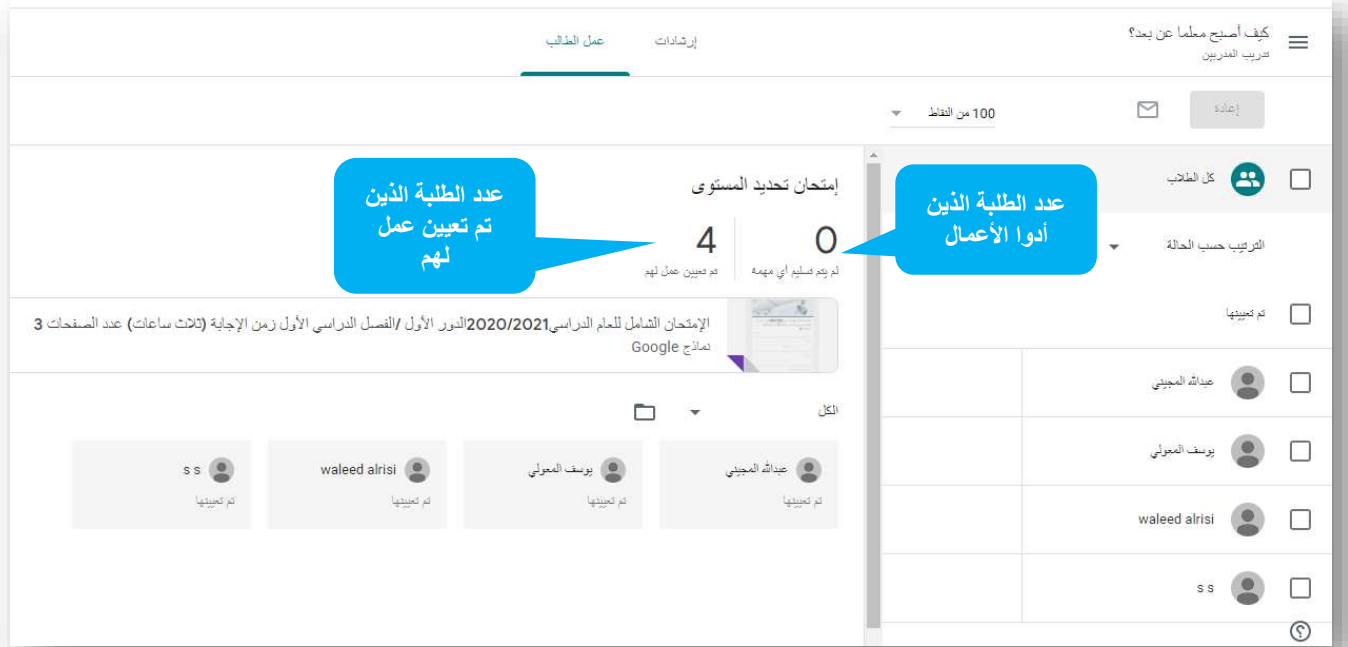 كيف أصبح معلما عن بعد؟
تدريب المدربين
إرشادات
عمل الطالب
إعادة
100 من النقاط
كل الطلاب
الترتيب حسب الحالة
تم تعيينها
عبدالله المجيني
يوسف المعولي
waleed alrisi
s s
إمتحان تحديد المستوى
0
لم يتم تسليم أي مهمة
4
تم تعيين عمل لهم
عدد الطلبة الذين
أدوا الأعمال
عدد الطلبة الذين
تم تعيين عمل
لهم
الإمتحان الشامل للعام الدراسي2020/2021الدور الأول /الفصل الدراسي الأول زمن الإجابة (ثلاث ساعات) عدد الصفحات 3
نماذج Google
الكل
عبدالله المجيني
تم تعيينها
يوسف المعولي
تم تعيينها
waleed alrisi
تم تعيينها
s s
تم تعيينها